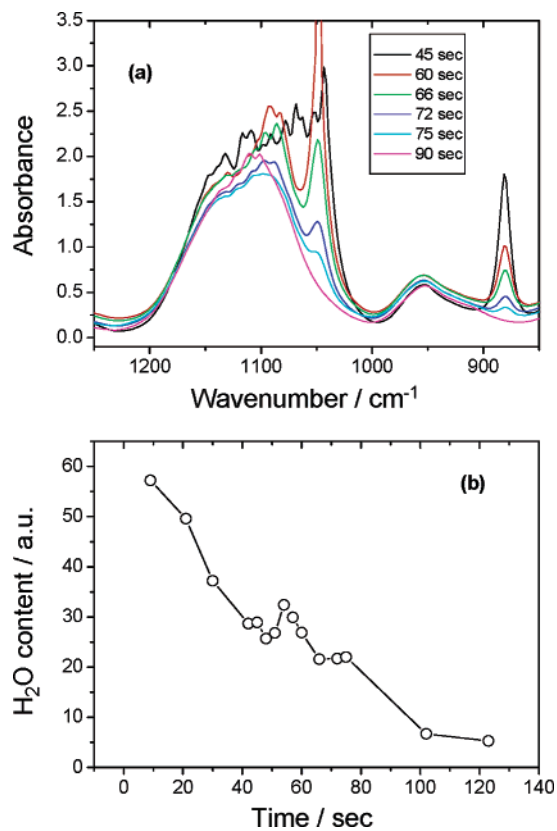 (a)
3.5
3.0
2.5
2.0
1.5
1.0
0.5
0.0
Absorbance
45 sec
60 sec
66 sec
72 sec
75 sec
90 sec
1200 1100 1000 900
Wavenumber / cm⁻¹
(b)
60
50
40
30
20
10
0
H₂O content / a.u.
0 20 40 60 80 100 120 140
Time / sec